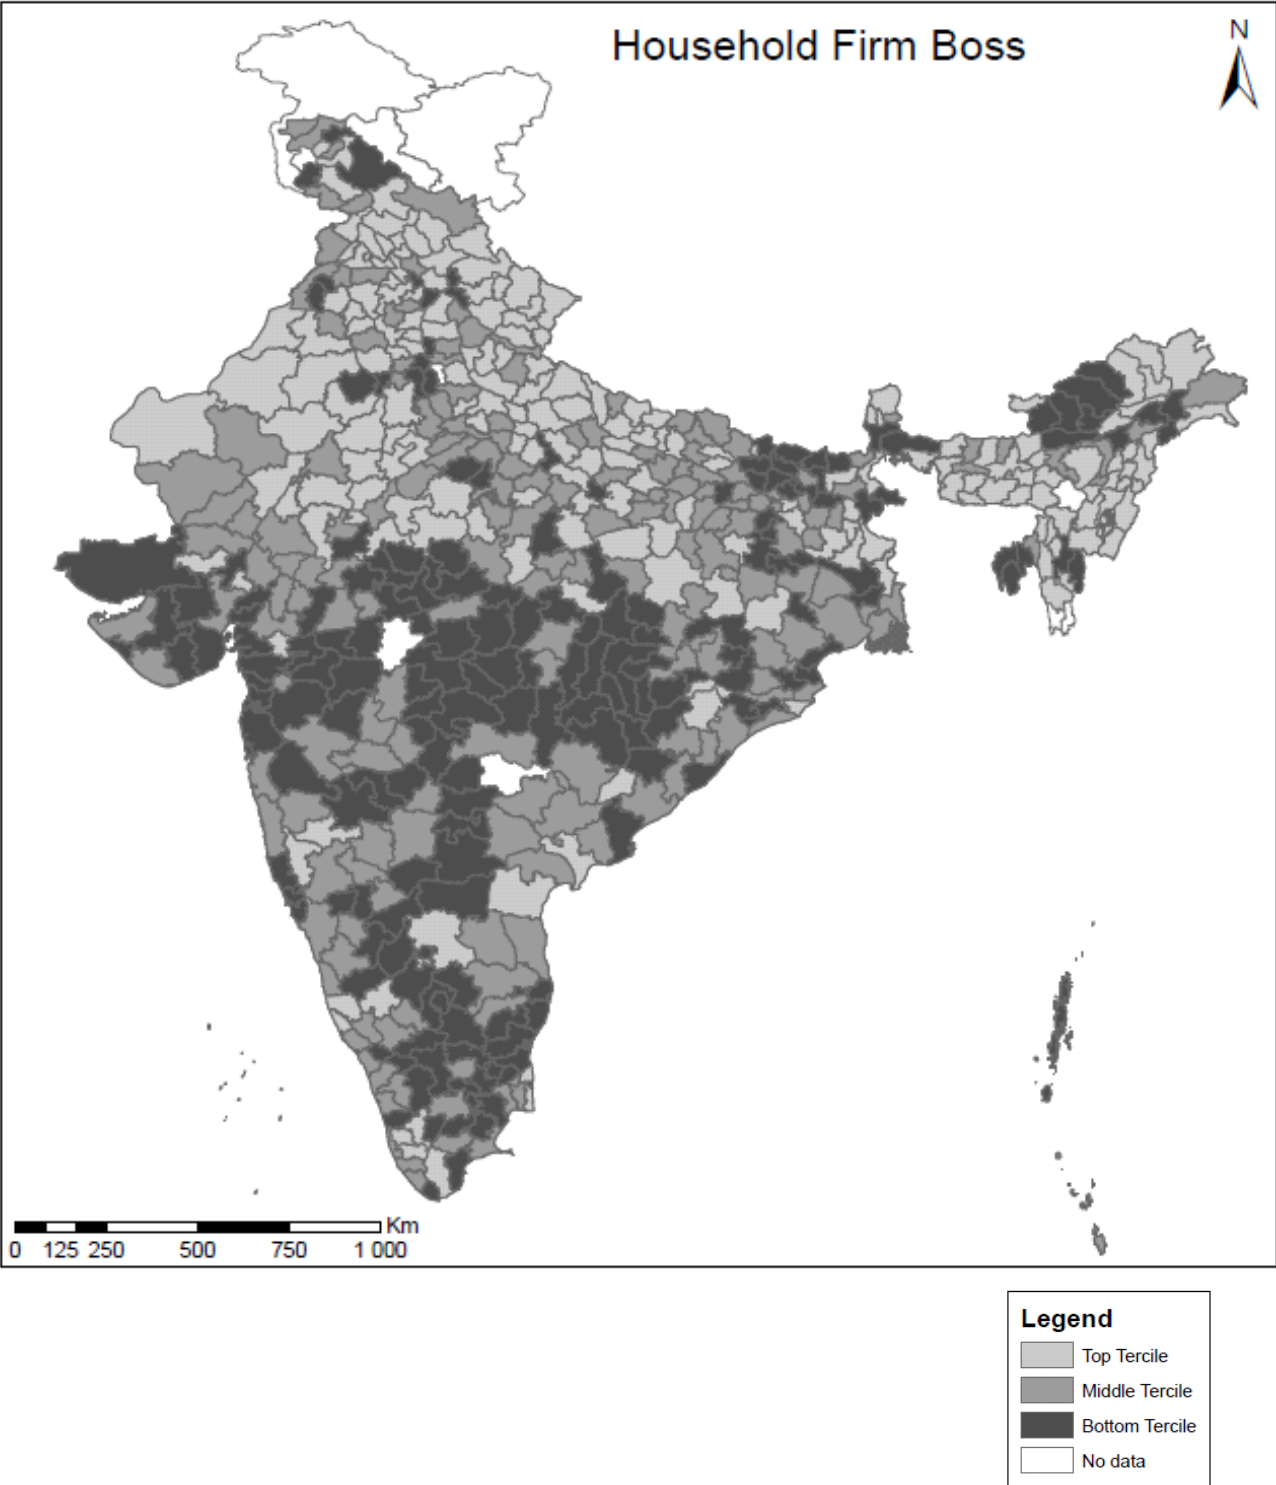 Household Firm Boss
N
Km
0 125 250 500 750 1 000
Legend
Top Tercile
Middle Tercile
Bottom Tercile
No data